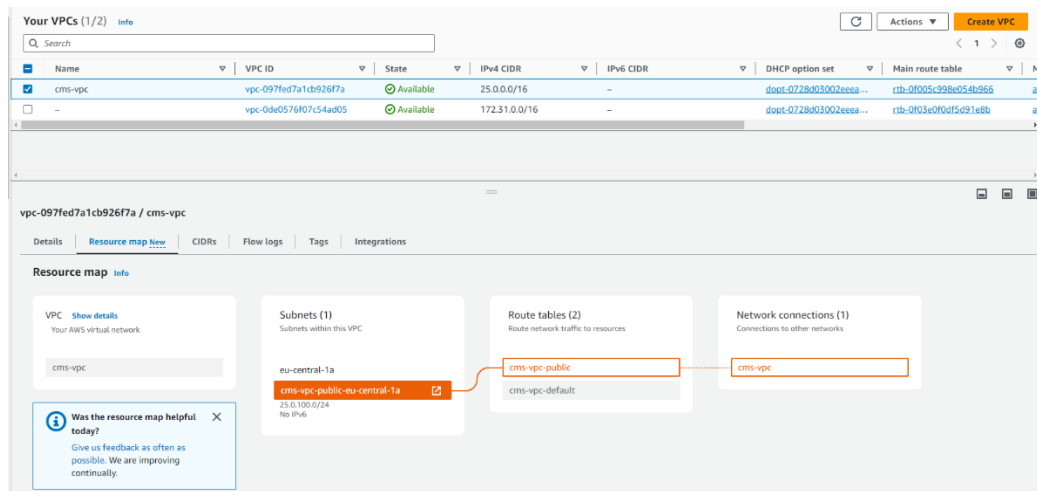 Your VPCs (1/2) Info
Actions
Create VPC
Search
1
Name VPC ID State IPv4 CIDR IPv6 CIDR DHCP option set Main route table
cms-vpc vpc-097fed7a1cb926f7a Available 25.0.0.0/16 – dopt-0728d03002eeea... rtb-0f005c998e054b966
– vpc-0de0576f07c54ad05 Available 172.31.0.0/16 – dopt-0728d03002eeea... rtb-0f03e0f0df5d91e8b
vpc-097fed7a1cb926f7a / cms-vpc
Details Resource map New CIDRs Flow logs Tags Integrations
Resource map Info
VPC Show details
Your AWS virtual network
cms-vpc
Subnets (1)
Subnets within this VPC
eu-central-1a
cms-vpc-public-eu-central-1a
25.0.100.0/24
No IPv6
Route tables (2)
Route network traffic to resources
cms-vpc-public
cms-vpc-default
Network connections (1)
Connections to other networks
cms-vpc
Was the resource map helpful
today?
Give us feedback as often as
possible. We are improving
continually.